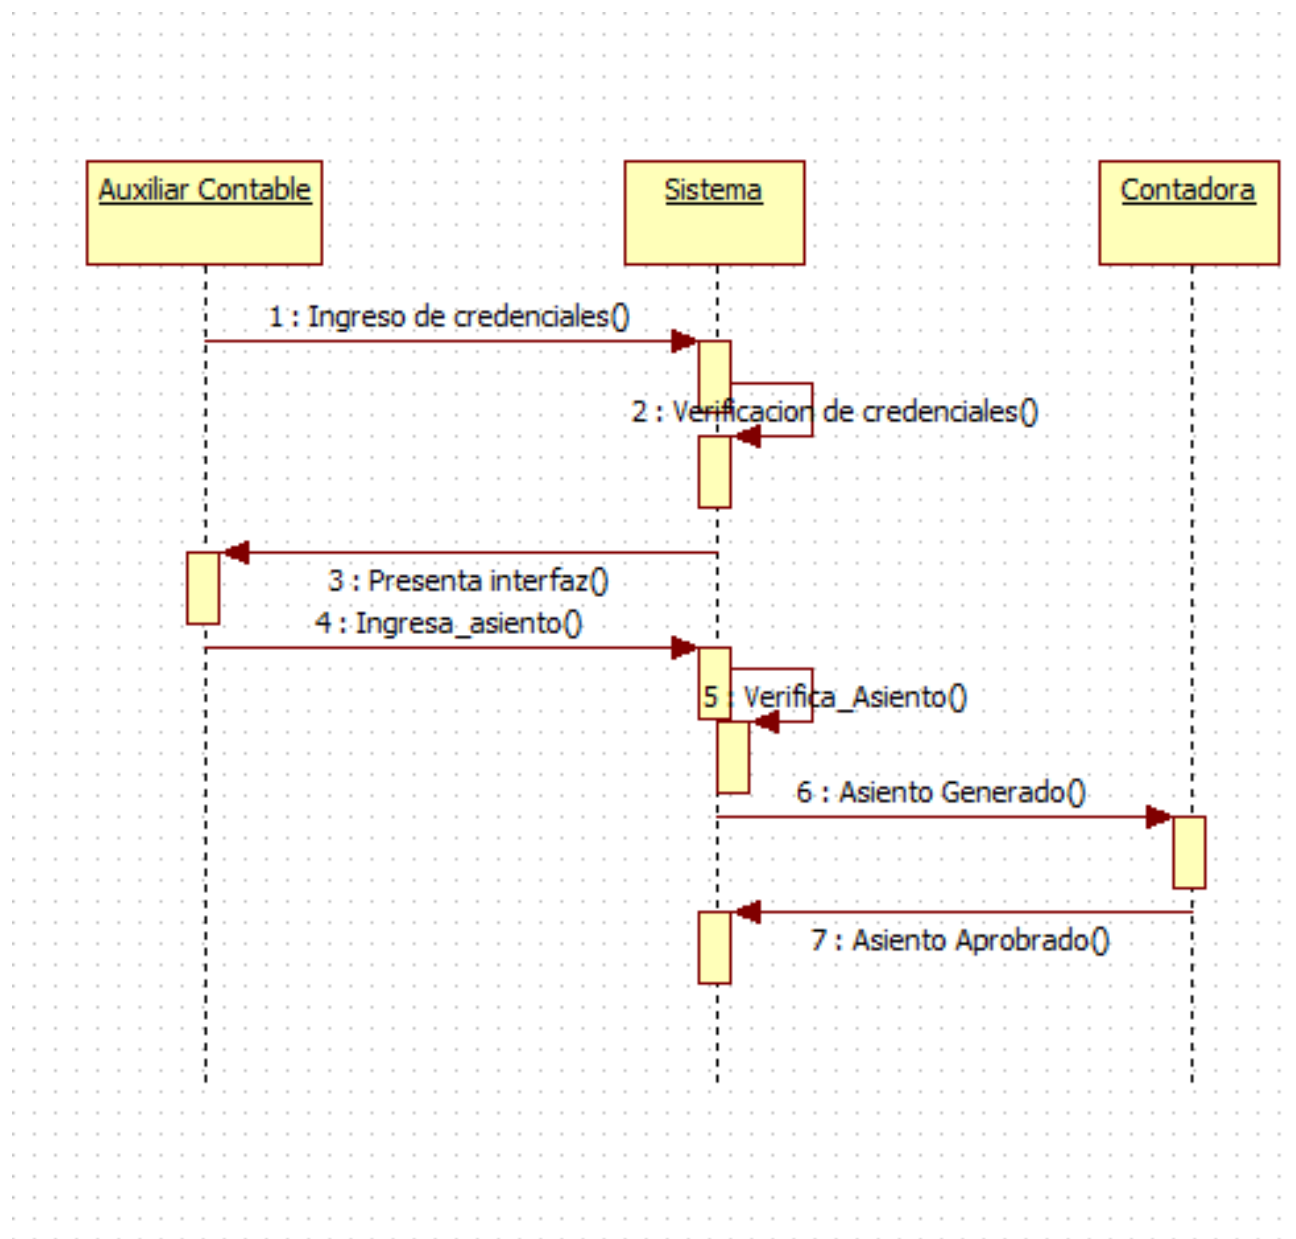 Auxiliar Contable
Sistema
Contadora
1 : Ingreso de credenciales()
2 : Verificacion de credenciales()
3 : Presenta interfaz()
4 : Ingresa_asiento()
5 : Verifica_Asiento()
6 : Asiento Generado()
7 : Asiento Aprobrado()